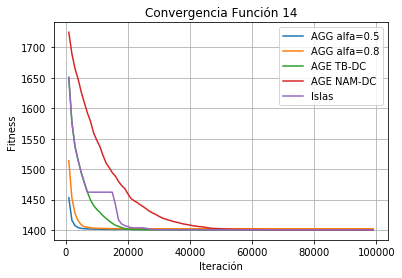 Convergencia Función 14
AGG alfa=0.5
AGG alfa=0.8
AGE TB-DC
AGE NAM-DC
Islas
Fitness
1700
1650
1600
1550
1500
1450
1400
0 20000 40000 60000 80000 100000
Iteración